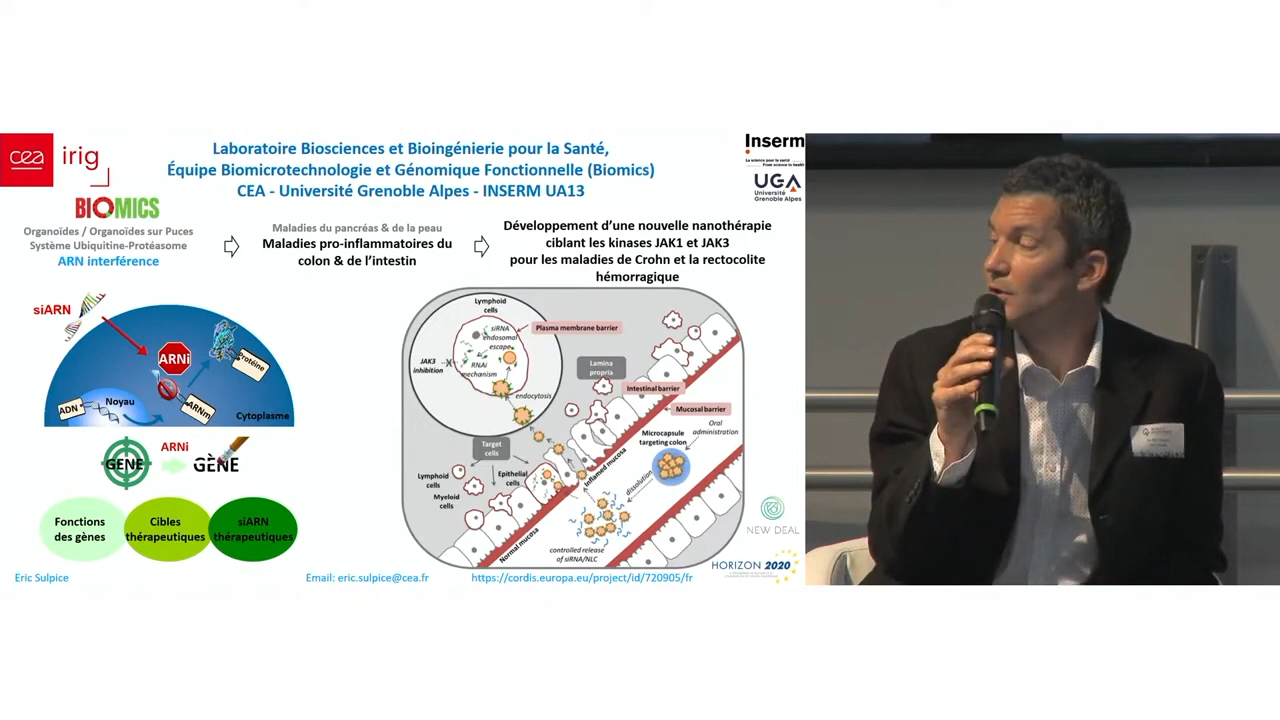 cea irig
Laboratoire Biosciences et Bioingénierie pour la Santé,
Équipe Biomicrotechnologie et Génomique Fonctionnelle (Biomics)
CEA - Université Grenoble Alpes - INSERM UA13
Inserm
La science pour la santé
From science to health
UGA
Université
Grenoble Alpes
BIOMICS
Organoïdes / Organoïdes sur Puces
Système Ubiquitine-Protéasome
ARN interférence
Maladies du pancréas & de la peau
Maladies pro-inflammatoires du
colon & de l'intestin
Développement d'une nouvelle nanothérapie
ciblant les kinases JAK1 et JAK3
pour les maladies de Crohn et la rectocolite
hémorragique
siARN
ARNi
Protéine
ADN
Noyau
ARNm
Cytoplasme
GENE
ARNi
GÈNE
Fonctions
des gènes
Cibles
thérapeutiques
siARN
thérapeutiques
Lymphoid
cells
siRNA
endosomal
escape
RNAi
mechanism
JAK3
inhibition
X
endocytosis
Plasma membrane barrier
Lamina
propria
Intestinal barrier
Mucosal barrier
Oral
administration
Microcapsule
targeting colon
Target
cells
Lymphoid
cells
Myeloid
cells
Epithelial
cells
Inflamed mucosa
dissolution
Normal mucosa
controlled release
of siRNA/NLC
NEW DEAL
HORIZON 2020
Eric Sulpice
Email: eric.sulpice@cea.fr
https://cordis.europa.eu/project/id/720905/fr